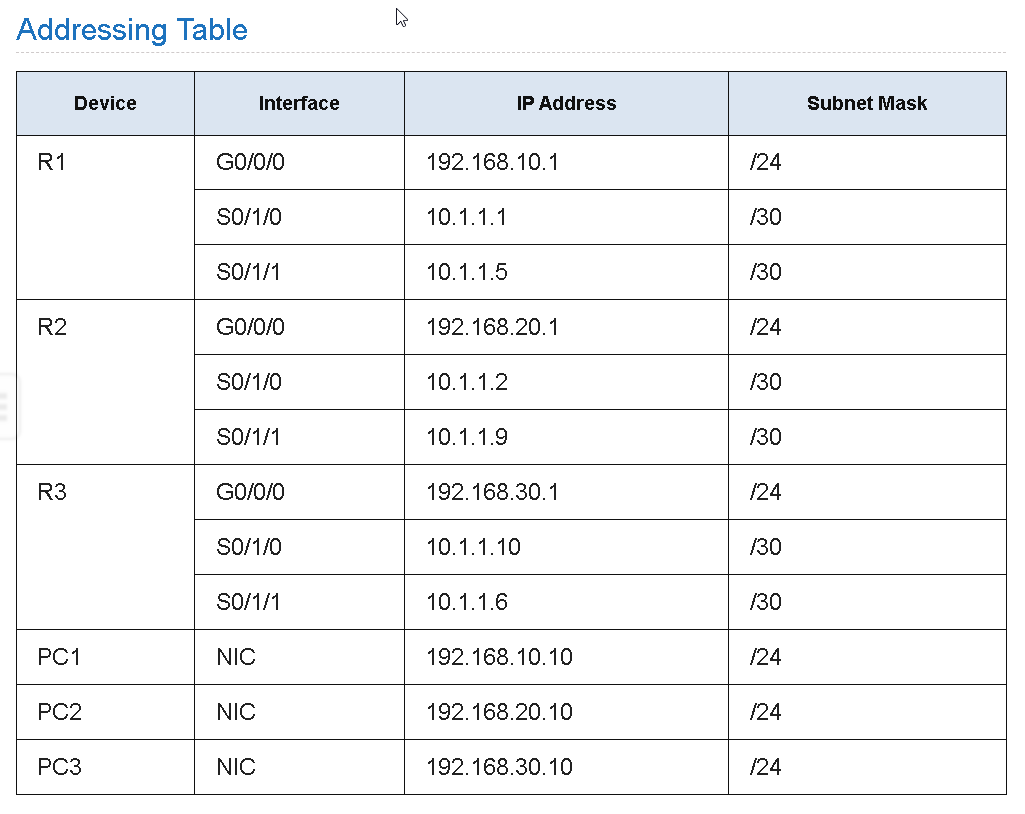 Addressing Table
Device Interface IP Address Subnet Mask
R1 G0/0/0 192.168.10.1 /24
S0/1/0 10.1.1.1 /30
S0/1/1 10.1.1.5 /30
R2 G0/0/0 192.168.20.1 /24
S0/1/0 10.1.1.2 /30
S0/1/1 10.1.1.9 /30
R3 G0/0/0 192.168.30.1 /24
S0/1/0 10.1.1.10 /30
S0/1/1 10.1.1.6 /30
PC1 NIC 192.168.10.10 /24
PC2 NIC 192.168.20.10 /24
PC3 NIC 192.168.30.10 /24